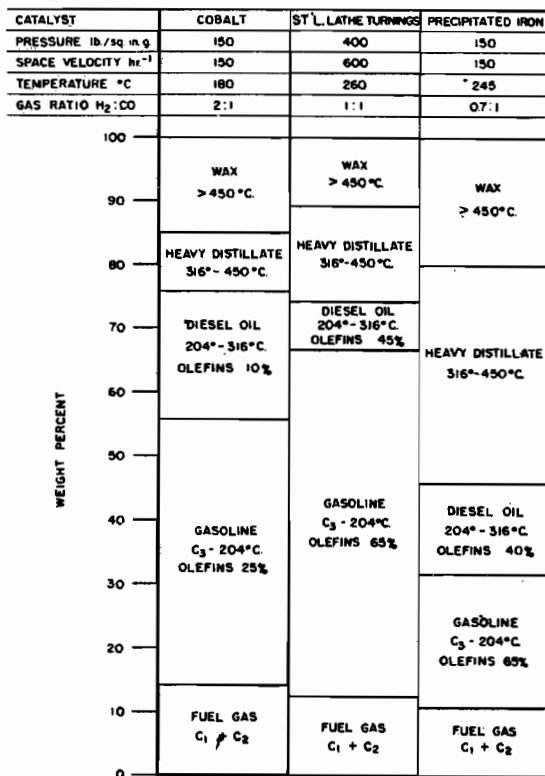 CATALYST COBALT ST'L. LATHE TURNINGS PRECIPITATED IRON
PRESSURE lb./sq. in. g. 150 400 150
SPACE VELOCITY hr.⁻¹ 150 600 150
TEMPERATURE °C 180 260 245
GAS RATIO H₂:CO 2:1 1:1 0.7:1
WEIGHT PERCENT
100
90
80
70
60
50
40
30
20
10
0
WAX
> 450°C.
HEAVY DISTILLATE
316°- 450°C.
DIESEL OIL
204°- 316°C.
OLEFINS 10%
GASOLINE
C₃ - 204°C.
OLEFINS 25%
FUEL GAS
C₁ + C₂
WAX
> 450°C.
HEAVY DISTILLATE
316°-450°C.
DIESEL OIL
204°- 316°C.
OLEFINS 45%
GASOLINE
C₃ - 204°C.
OLEFINS 65%
FUEL GAS
C₁ + C₂
WAX
≥ 450°C.
HEAVY DISTILLATE
316°-450°C.
DIESEL OIL
204° - 316°C.
OLEFINS 40%
GASOLINE
C₃ - 204°C.
OLEFINS 65%
FUEL GAS
C₁ + C₂